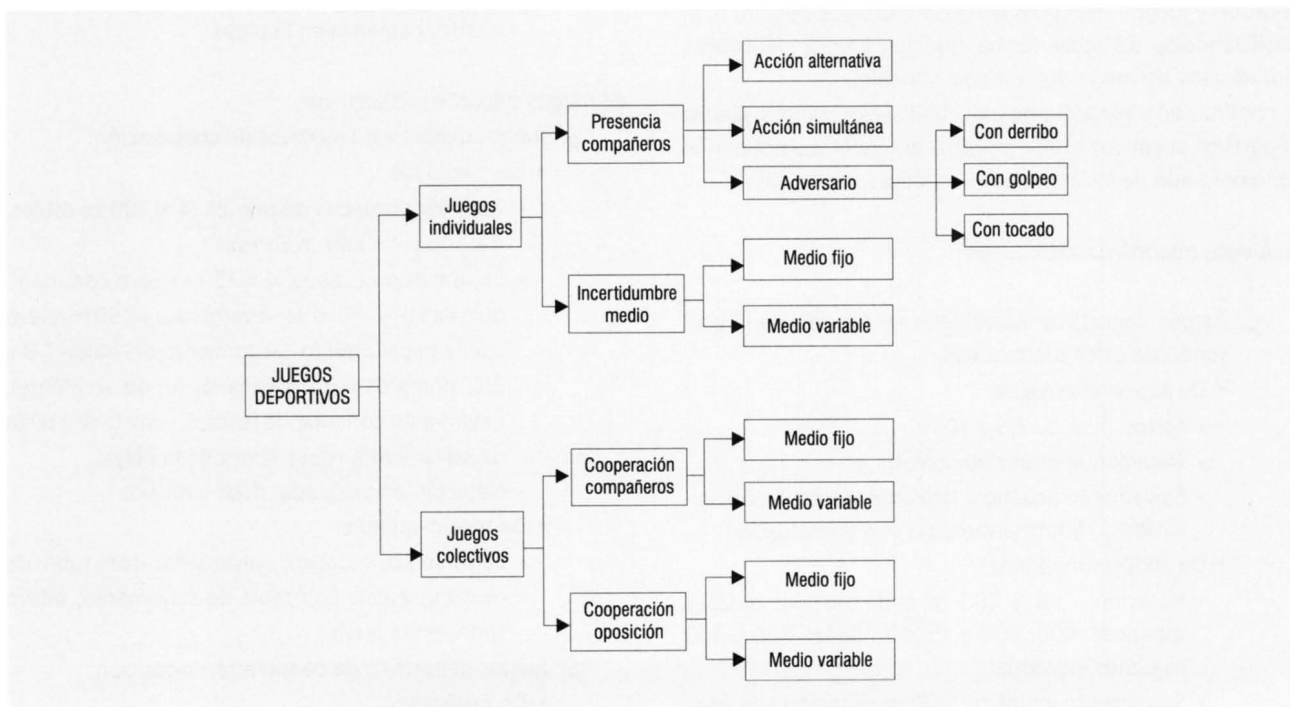 Acción alternativa
Presencia
compañeros
Acción simultánea
Con derribo
Adversario
Con golpeo
Juegos
individuales
Con tocado
Medio fijo
Incertidumbre
medio
Medio variable
JUEGOS
DEPORTIVOS
Medio fijo
Cooperación
compañeros
Medio variable
Juegos
colectivos
Medio fijo
Cooperación
oposición
Medio variable